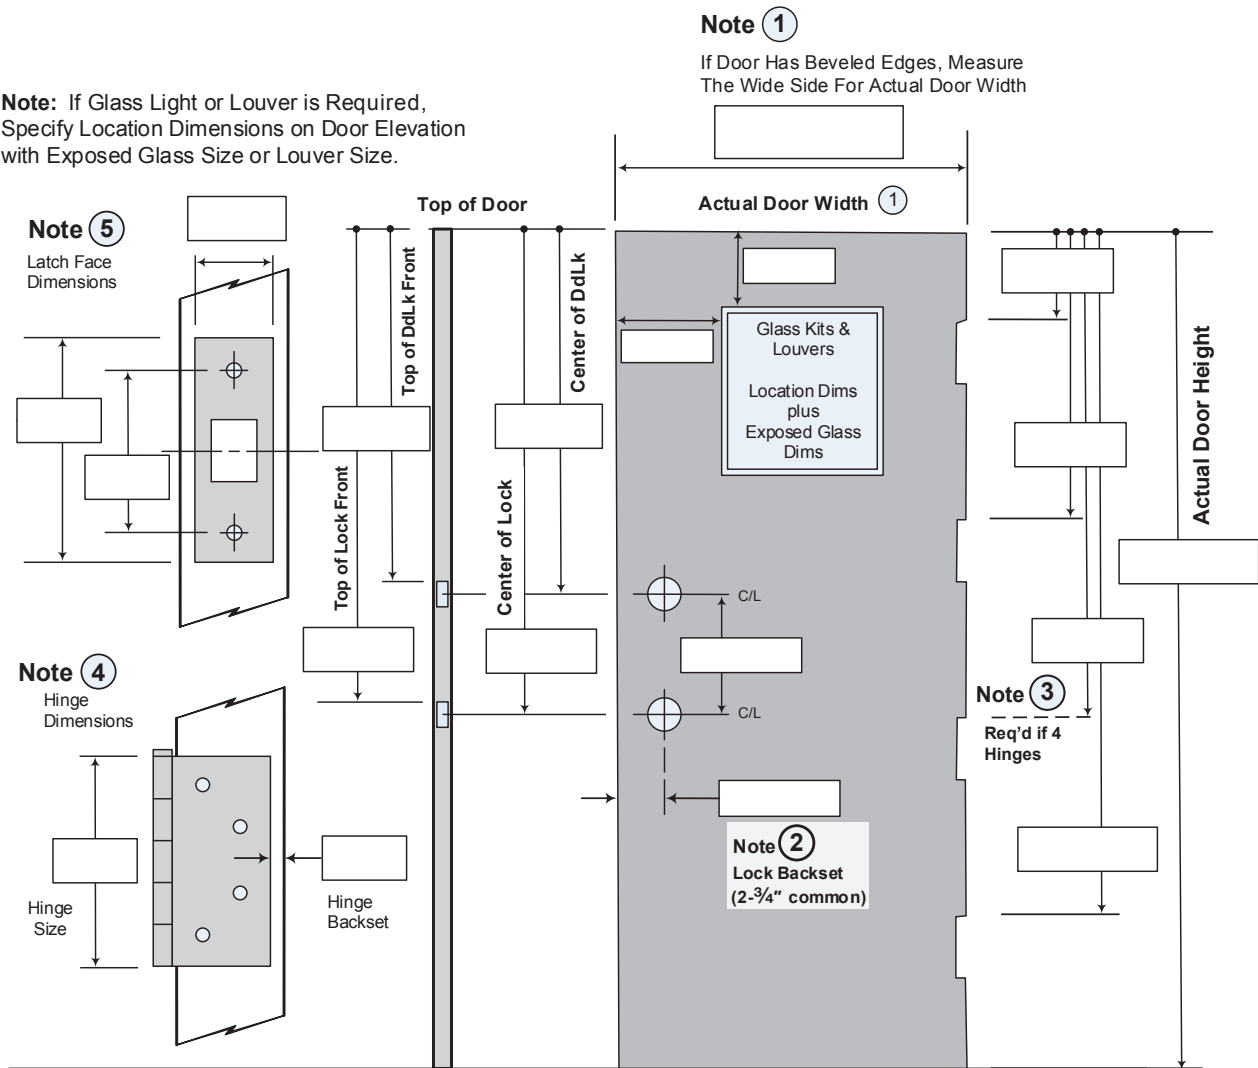 Note 1
If Door Has Beveled Edges, Measure
The Wide Side For Actual Door Width
Note: If Glass Light or Louver is Required,
Specify Location Dimensions on Door Elevation
with Exposed Glass Size or Louver Size.
Top of Door
Actual Door Width 1
Note 5
Latch Face
Dimensions
Top of DdLk Front
Center of DdLk
Glass Kits &
Louvers
Location Dims
plus
Exposed Glass
Dims
Actual Door Height
Top of Lock Front
Center of Lock
C/L
C/L
Note 4
Hinge
Dimensions
Note 3
Req'd if 4
Hinges
Note 2
Lock Backset
(2-3/4" common)
Hinge
Size
Hinge
Backset